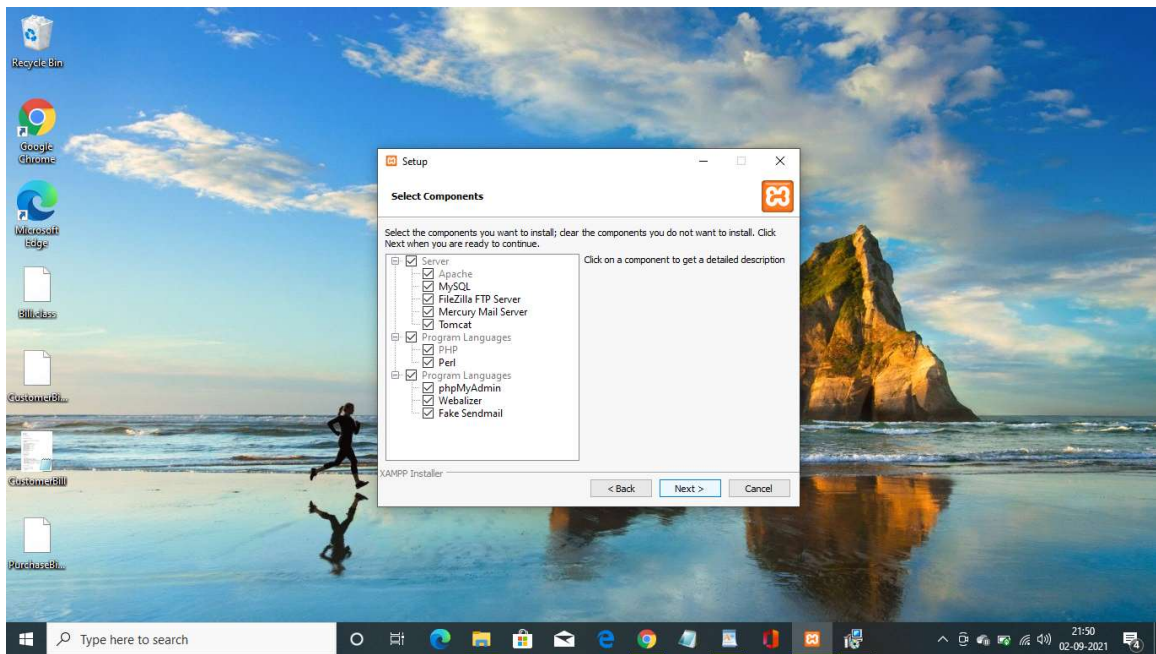 Recycle Bin
Google
Chrome
Microsoft
Edge
Bill.class
CustomerBi...
CustomerBill
PurchaseBi...
Setup
Select Components
Select the components you want to install; clear the components you do not want to install. Click
Next when you are ready to continue.
Server
Apache
MySQL
FileZilla FTP Server
Mercury Mail Server
Tomcat
Program Languages
PHP
Perl
Program Languages
phpMyAdmin
Webalizer
Fake Sendmail
Click on a component to get a detailed description
XAMPP Installer
< Back
Next >
Cancel
Type here to search
21:50
02-09-2021
4